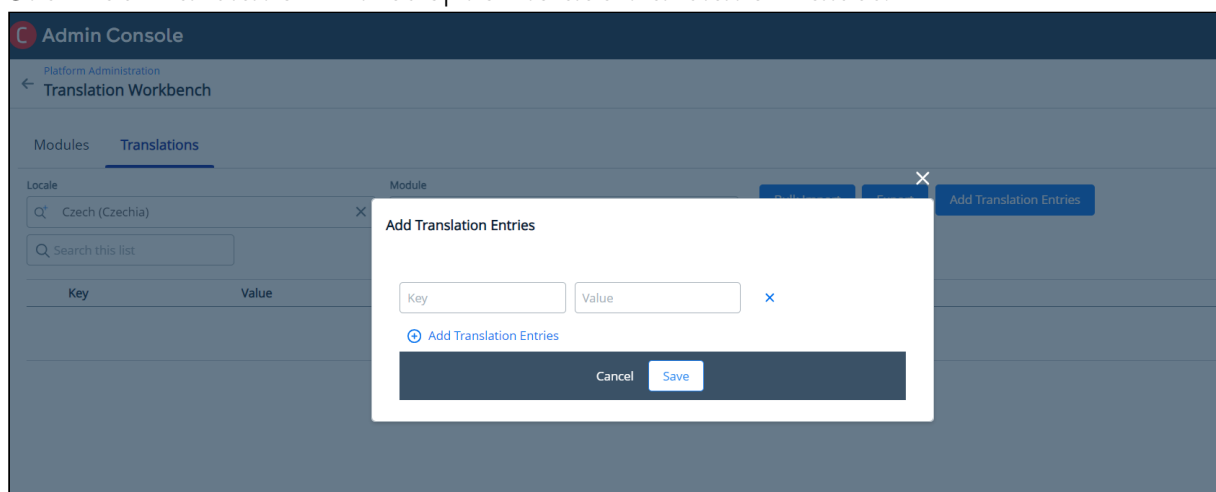 C Admin Console
Platform Administration
Translation Workbench
Modules Translations
Locale Module
Czech (Czechia)
Add Translation Entries
Search this list
Key Value
Add Translation Entries
Key Value
Add Translation Entries
Cancel Save